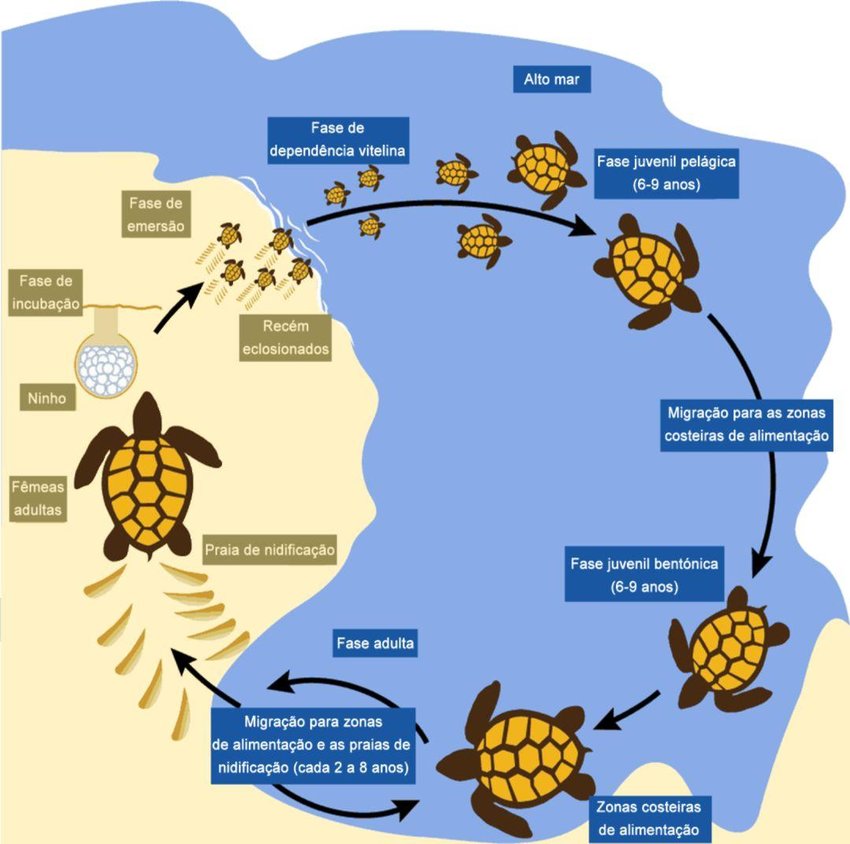 Alto mar
Fase de
dependência vitelina
Fase juvenil pelágica
(6-9 anos)
Fase de
emersão
Fase de
incubação
Recém
eclosionados
Ninho
Migração para as zonas
costeiras de alimentação
Fêmeas
adultas
Praia de nidificação
Fase juvenil bentónica
(6-9 anos)
Fase adulta
Migração para zonas
de alimentação e as praias de
nidificação (cada 2 a 8 anos)
Zonas costeiras
de alimentação